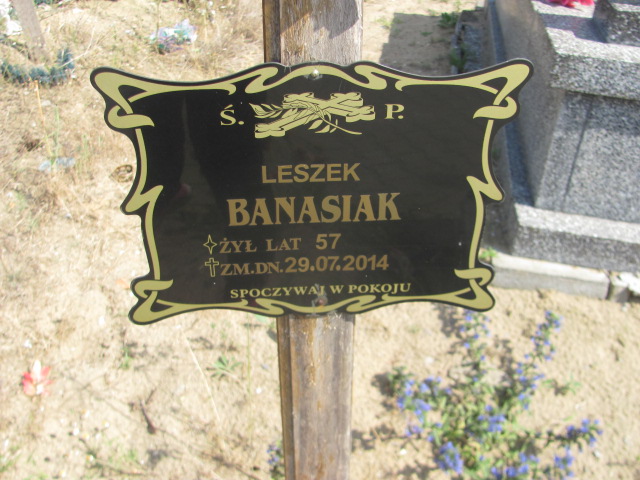 Ś. P.
LESZEK
BANASIAK
ŻYŁ LAT 57
ZM.DN. 29.07.2014
SPOCZYWAJ W POKOJU